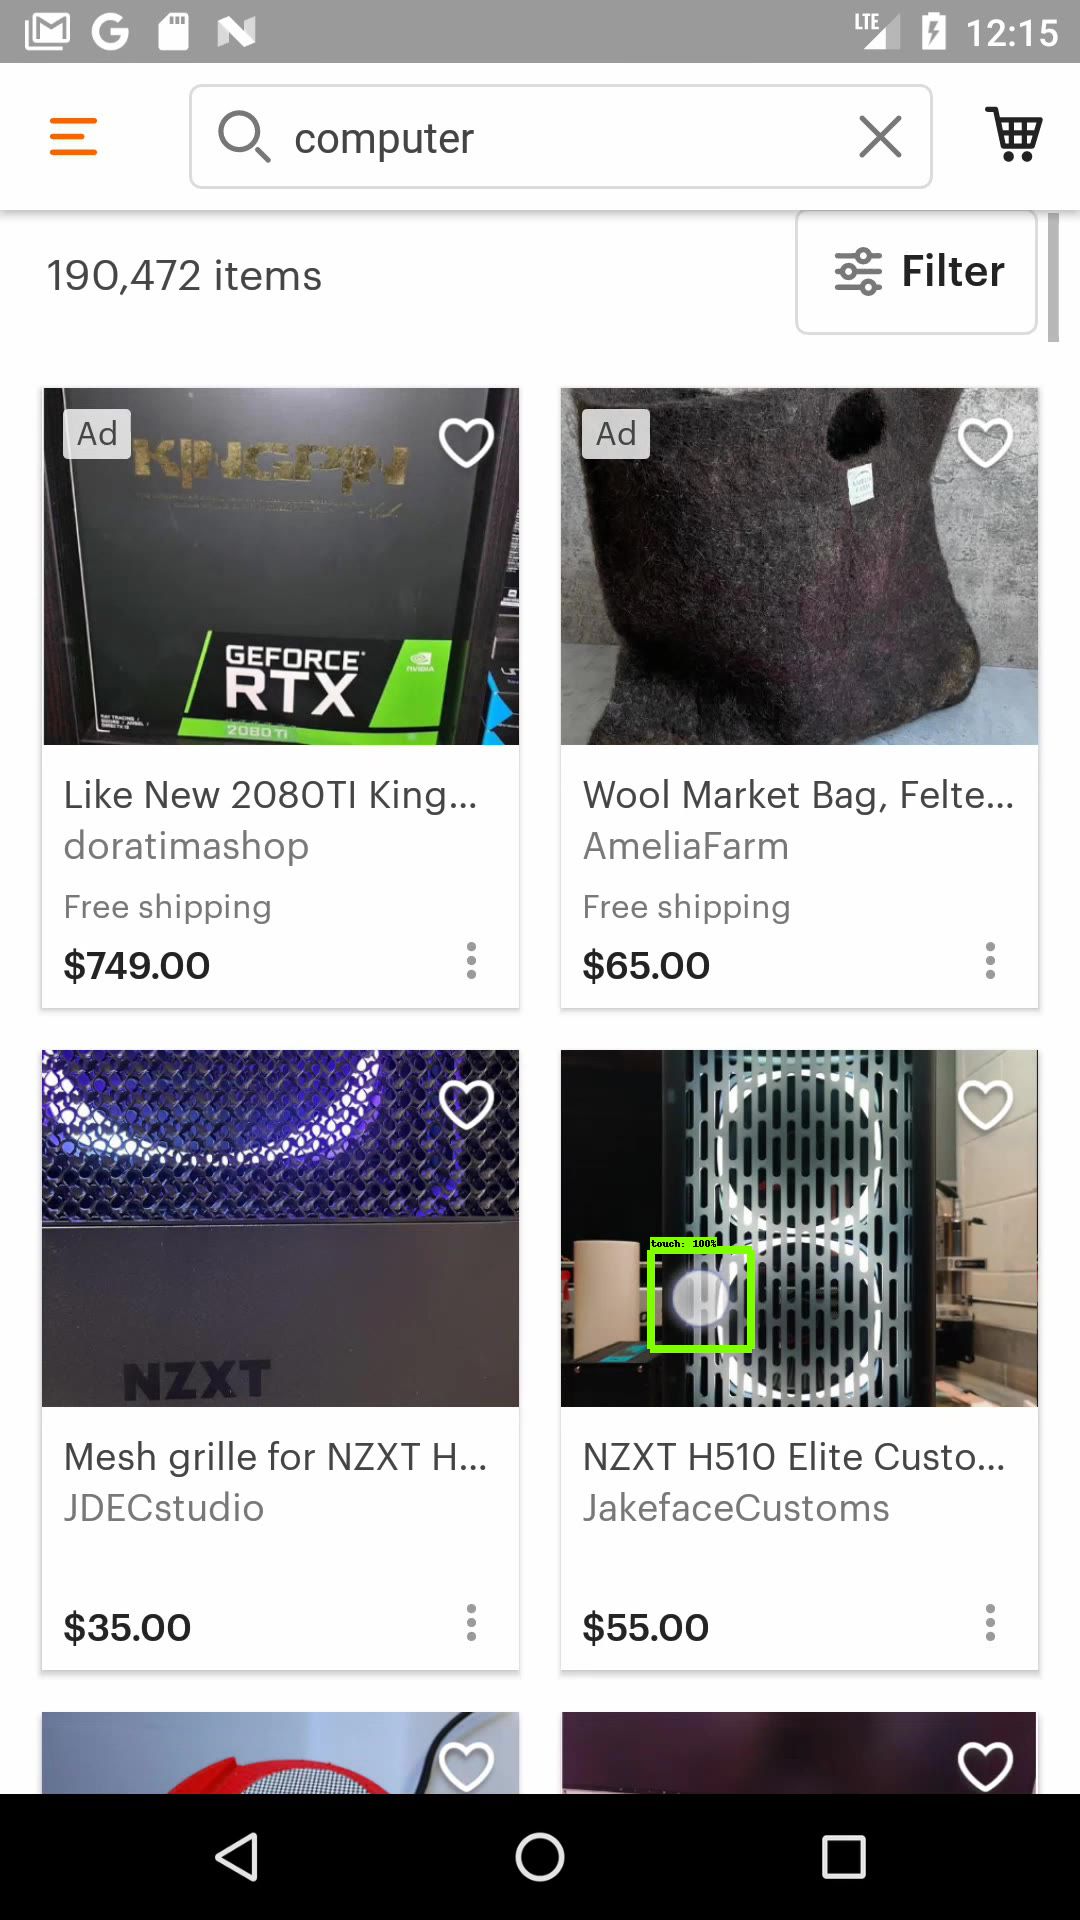 LTE 12:15
computer
190,472 items
Filter
Ad
KINGPIN
GEFORCE
RTX
NVIDIA
2080 Ti
Ad
Like New 2080TI King...
doratimashop
Free shipping
$749.00
Wool Market Bag, Felte...
AmeliaFarm
Free shipping
$65.00
NZXT
touch: 100%
Mesh grille for NZXT H...
JDECstudio
$35.00
NZXT H510 Elite Custo...
JakefaceCustoms
$55.00